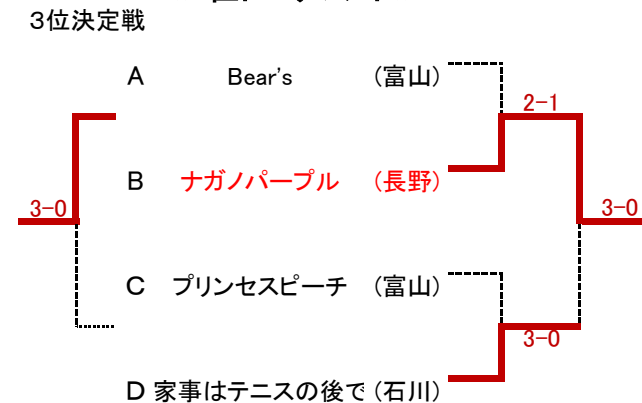 3位決定戦
A Bear's (富山)
2-1
B ナガノパープル (長野)
3-0
3-0
C プリンセスピーチ (富山)
3-0
D 家事はテニスの後で (石川)